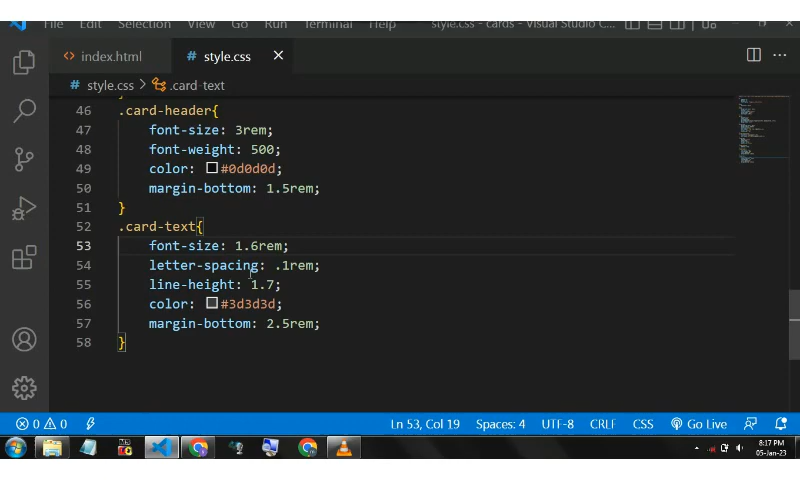 File Edit Selection View Go Run Terminal Help style.css - cards - Visual Studio C...
<> index.html # style.css ×
# style.css > .card-text
46 .card-header{
47 font-size: 3rem;
48 font-weight: 500;
49 color: #0d0d0d;
50 margin-bottom: 1.5rem;
51 }
52 .card-text{
53 font-size: 1.6rem;
54 letter-spacing: .1rem;
55 line-height: 1.7;
56 color: #3d3d3d;
57 margin-bottom: 2.5rem;
58 }
0 0 Ln 53, Col 19 Spaces: 4 UTF-8 CRLF CSS Go Live
8:17 PM
05-Jan-23